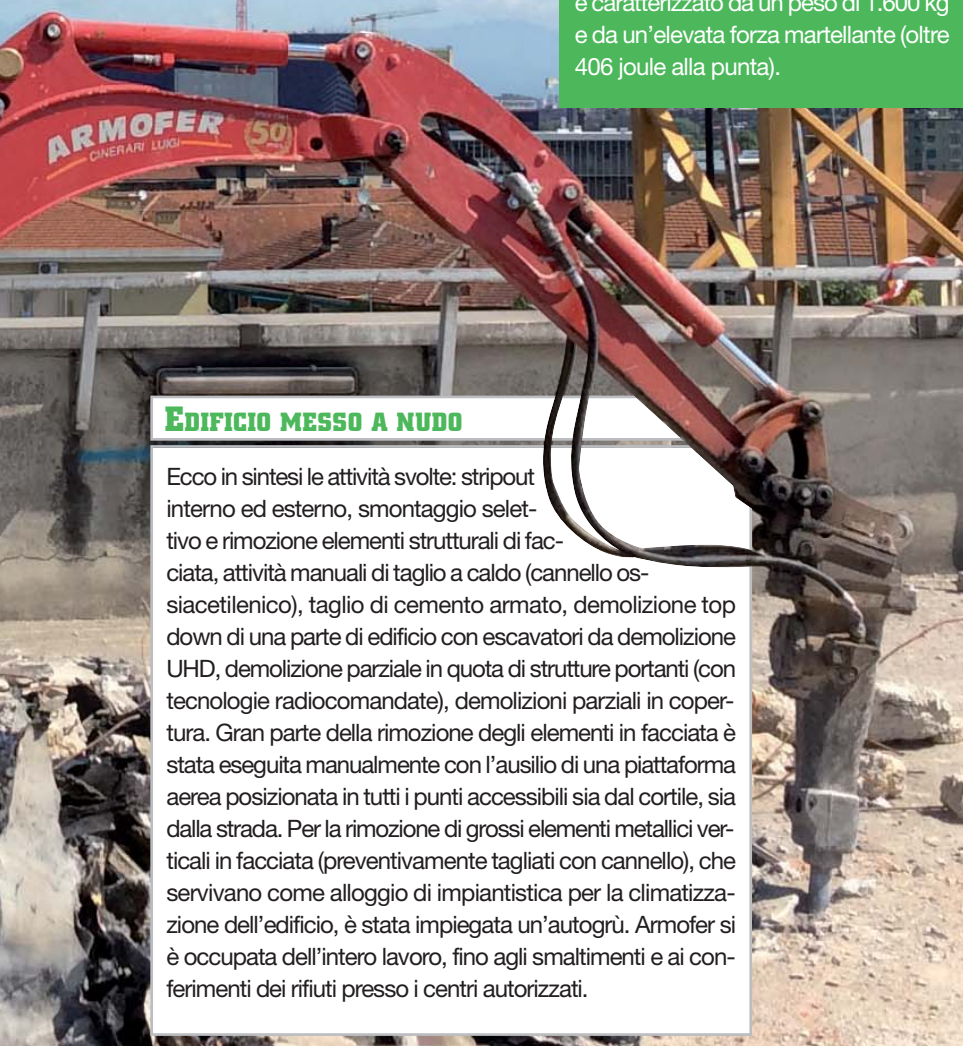 è caratterizzato da un peso di 1.600 kg
e da un'elevata forza martellante (oltre
406 joule alla punta).
ARMOFER
CINERARI LUIGI
50
EDIFICIO MESSO A NUDO
Ecco in sintesi le attività svolte: stripout
interno ed esterno, smontaggio selet-
tivo e rimozione elementi strutturali di fac-
ciata, attività manuali di taglio a caldo (cannello os-
siacetilenico), taglio di cemento armato, demolizione top
down di una parte di edificio con escavatori da demolizione
UHD, demolizione parziale in quota di strutture portanti (con
tecnologie radiocomandate), demolizioni parziali in coper-
tura. Gran parte della rimozione degli elementi in facciata è
stata eseguita manualmente con l'ausilio di una piattaforma
aerea posizionata in tutti i punti accessibili sia dal cortile, sia
dalla strada. Per la rimozione di grossi elementi metallici ver-
ticali in facciata (preventivamente tagliati con cannello), che
servivano come alloggio di impiantistica per la climatizza-
zione dell'edificio, è stata impiegata un'autogrù. Armofer si
è occupata dell'intero lavoro, fino agli smaltimenti e ai con-
ferimenti dei rifiuti presso i centri autorizzati.